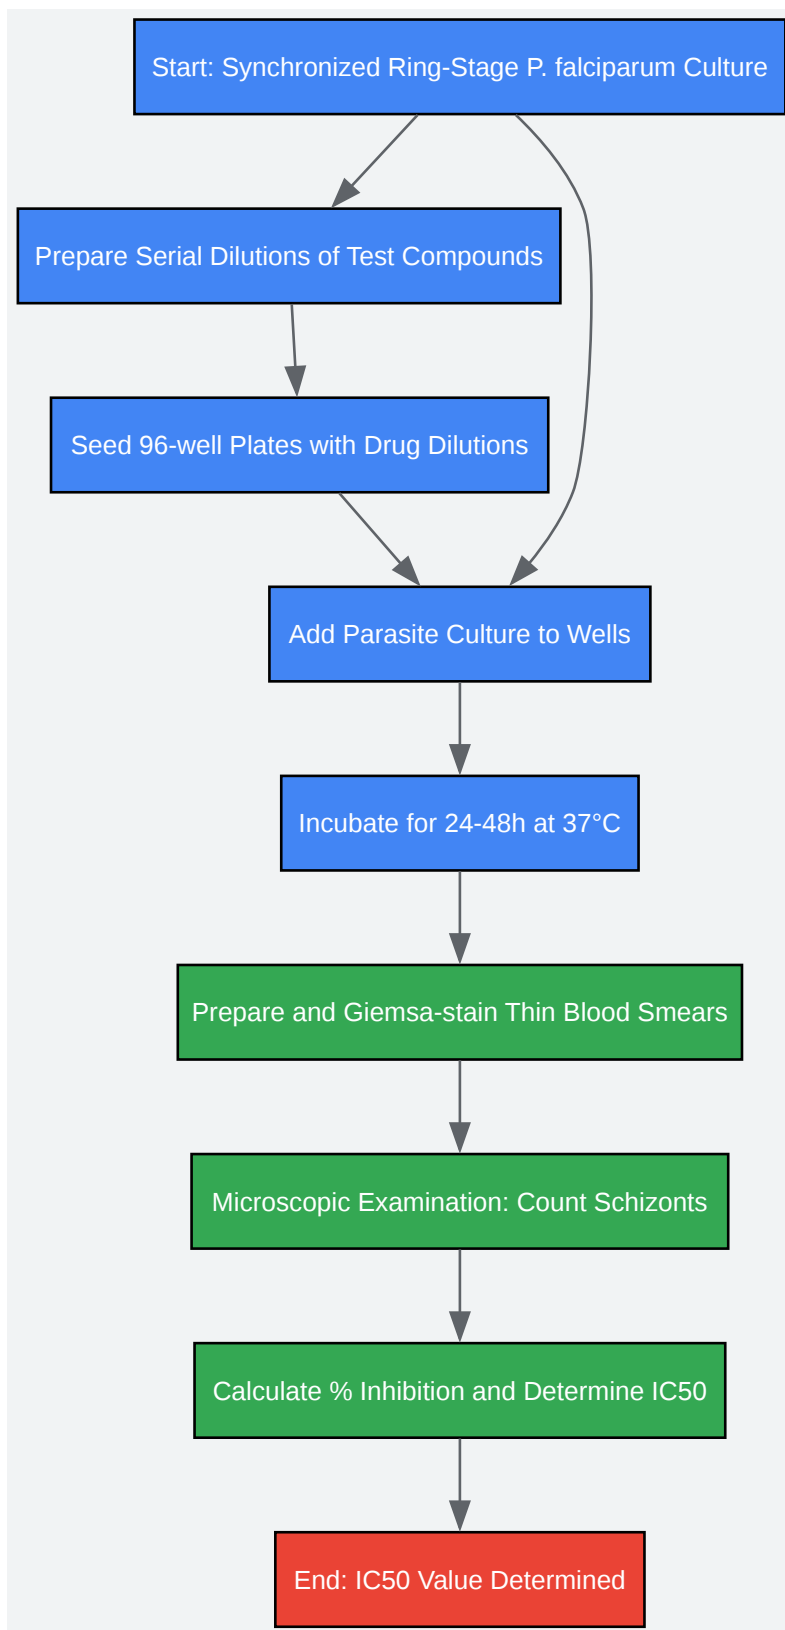 Start: Synchronized Ring-Stage P. falciparum Culture
Prepare Serial Dilutions of Test Compounds
Seed 96-well Plates with Drug Dilutions
Add Parasite Culture to Wells
Incubate for 24-48h at 37°C
Prepare and Giemsa-stain Thin Blood Smears
Microscopic Examination: Count Schizonts
Calculate % Inhibition and Determine IC50
End: IC50 Value Determined